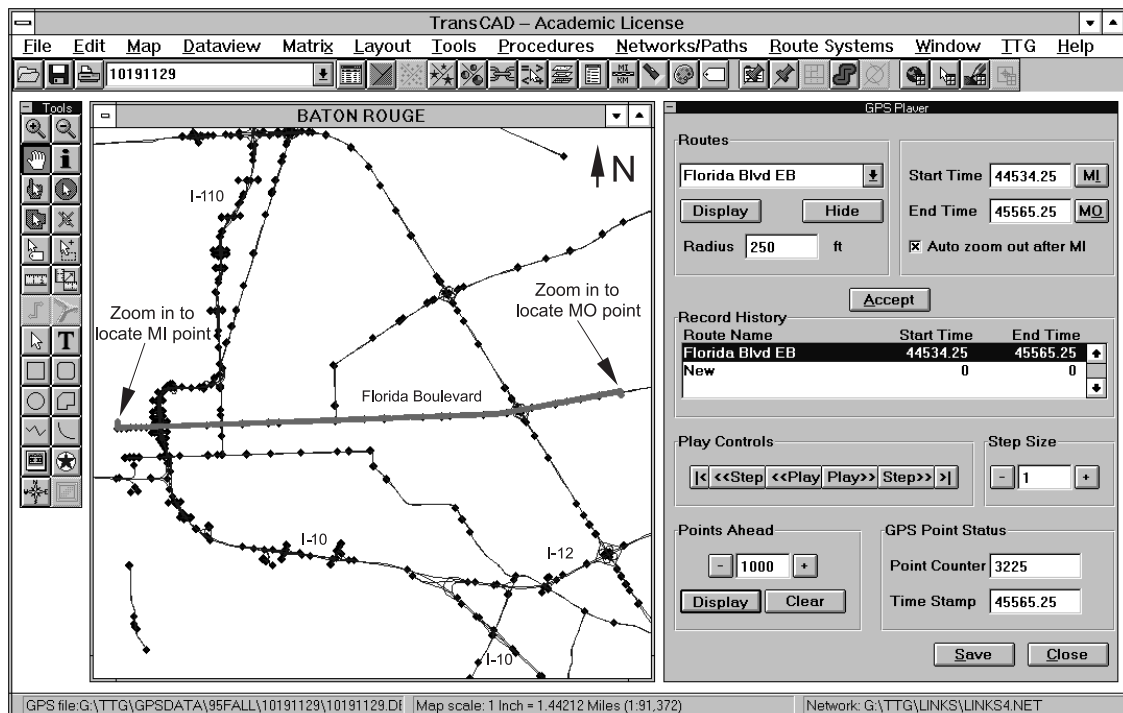 TransCAD – Academic License
File Edit Map Dataview Matrix Layout Tools Procedures Networks/Paths Route Systems Window TTG Help
10191129
MI
KM
Tools
BATON ROUGE
N
I-110
Zoom in to
locate MI point
Zoom in to
locate MO point
Florida Boulevard
I-10
I-12
I-10
GPS Player
Routes
Florida Blvd EB
Display Hide
Radius 250 ft
Start Time 44534.25 MI
End Time 45565.25 MO
Auto zoom out after MI
Accept
Record History
Route Name Start Time End Time
Florida Blvd EB 44534.25 45565.25
New 0 0
Play Controls
|< <<Step <<Play Play>> Step>> >|
Step Size
- 1 +
Points Ahead
- 1000 +
Display Clear
GPS Point Status
Point Counter 3225
Time Stamp 45565.25
Save Close
GPS file:G:\TTG\GPSDATA\95FALL\10191129\10191129.DB Map scale: 1 Inch = 1.44212 Miles (1:91,372) Network: G:\TTG\LINKS\LINKS4.NET